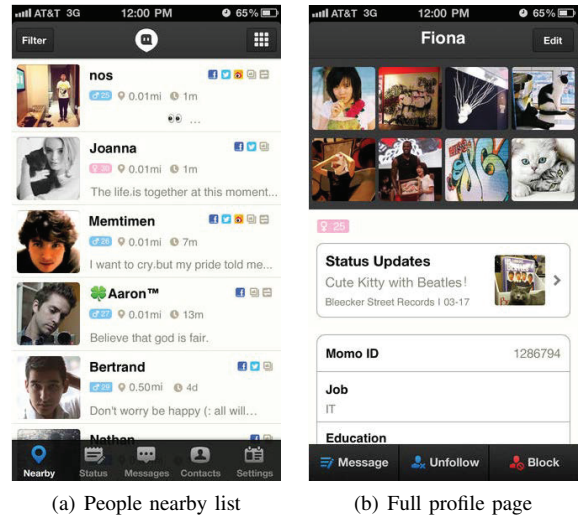 AT&T 3G 12:00 PM 65%
Filter
nos
♂25 0.01mi 1m
👀 ...
Joanna
0.01mi 1m
The life.is together at this moment...
Memtimen
♂26 0.01mi 7m
I want to cry.but my pride told me...
🍀Aaron™
♂27 0.01mi 13m
Believe that god is fair.
Bertrand
♂29 0.50mi 4d
Don't worry be happy (: all will...
Nathan
Nearby Status Messages Contacts Settings
(a) People nearby list
AT&T 3G 12:00 PM 65%
Fiona Edit
♀ 25
Status Updates
Cute Kitty with Beatles!
Bleecker Street Records I 03-17
Momo ID 1286794
Job
IT
Education
Message Unfollow Block
(b) Full profile page